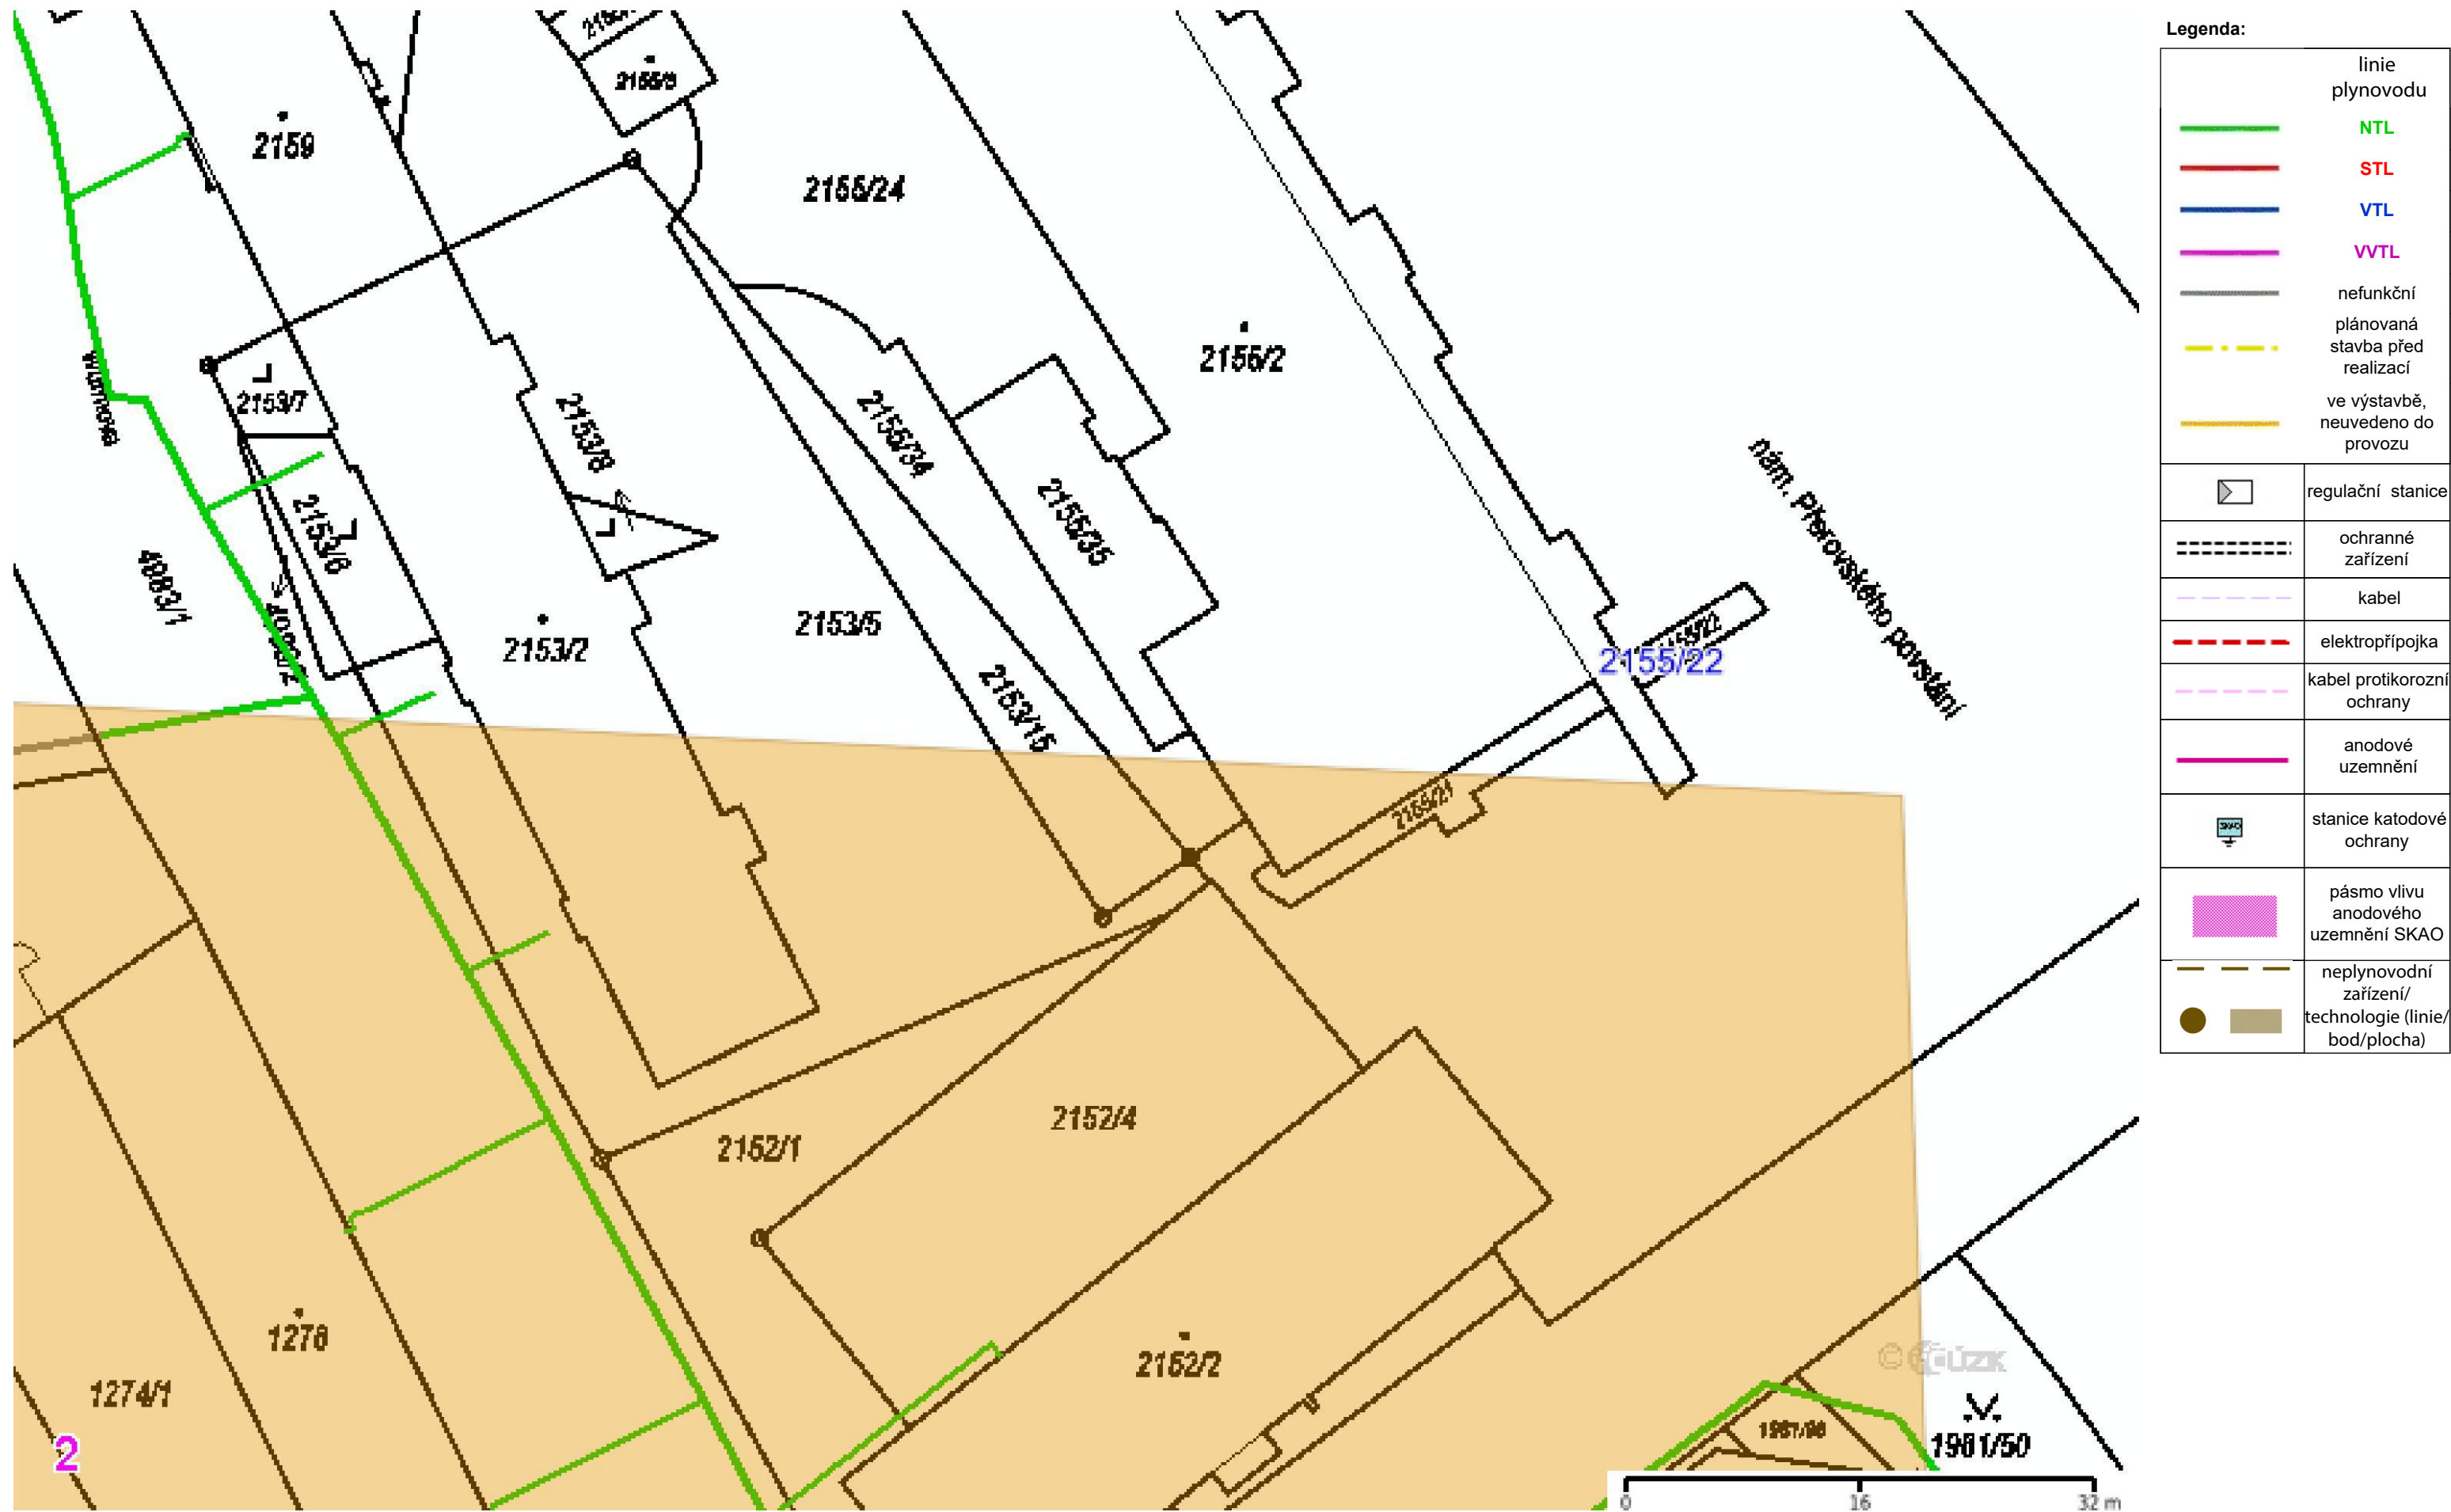 2159
2155/24
2155/2
2153/7
2153/8
2155/34
2155/35
2153/6
4983/1
2153/2
2153/5
2153/15
2155/22
nám. Přerovského povstání
2155/21
2152/1
2152/4
2152/2
1278
1274/1
2
1981/50
©ČÚZK
0 16 32 m
Legenda:
linie
plynovodu
NTL
STL
VTL
VVTL
nefunkční
plánovaná
stavba před
realizací
ve výstavbě,
neuvedeno do
provozu
regulační stanice
ochranné
zařízení
kabel
elektropřípojka
kabel protikorozní
ochrany
anodové
uzemnění
SKAO
stanice katodové
ochrany
pásmo vlivu
anodového
uzemnění SKAO
neplynovodní
zařízení/
technologie (linie/
bod/plocha)